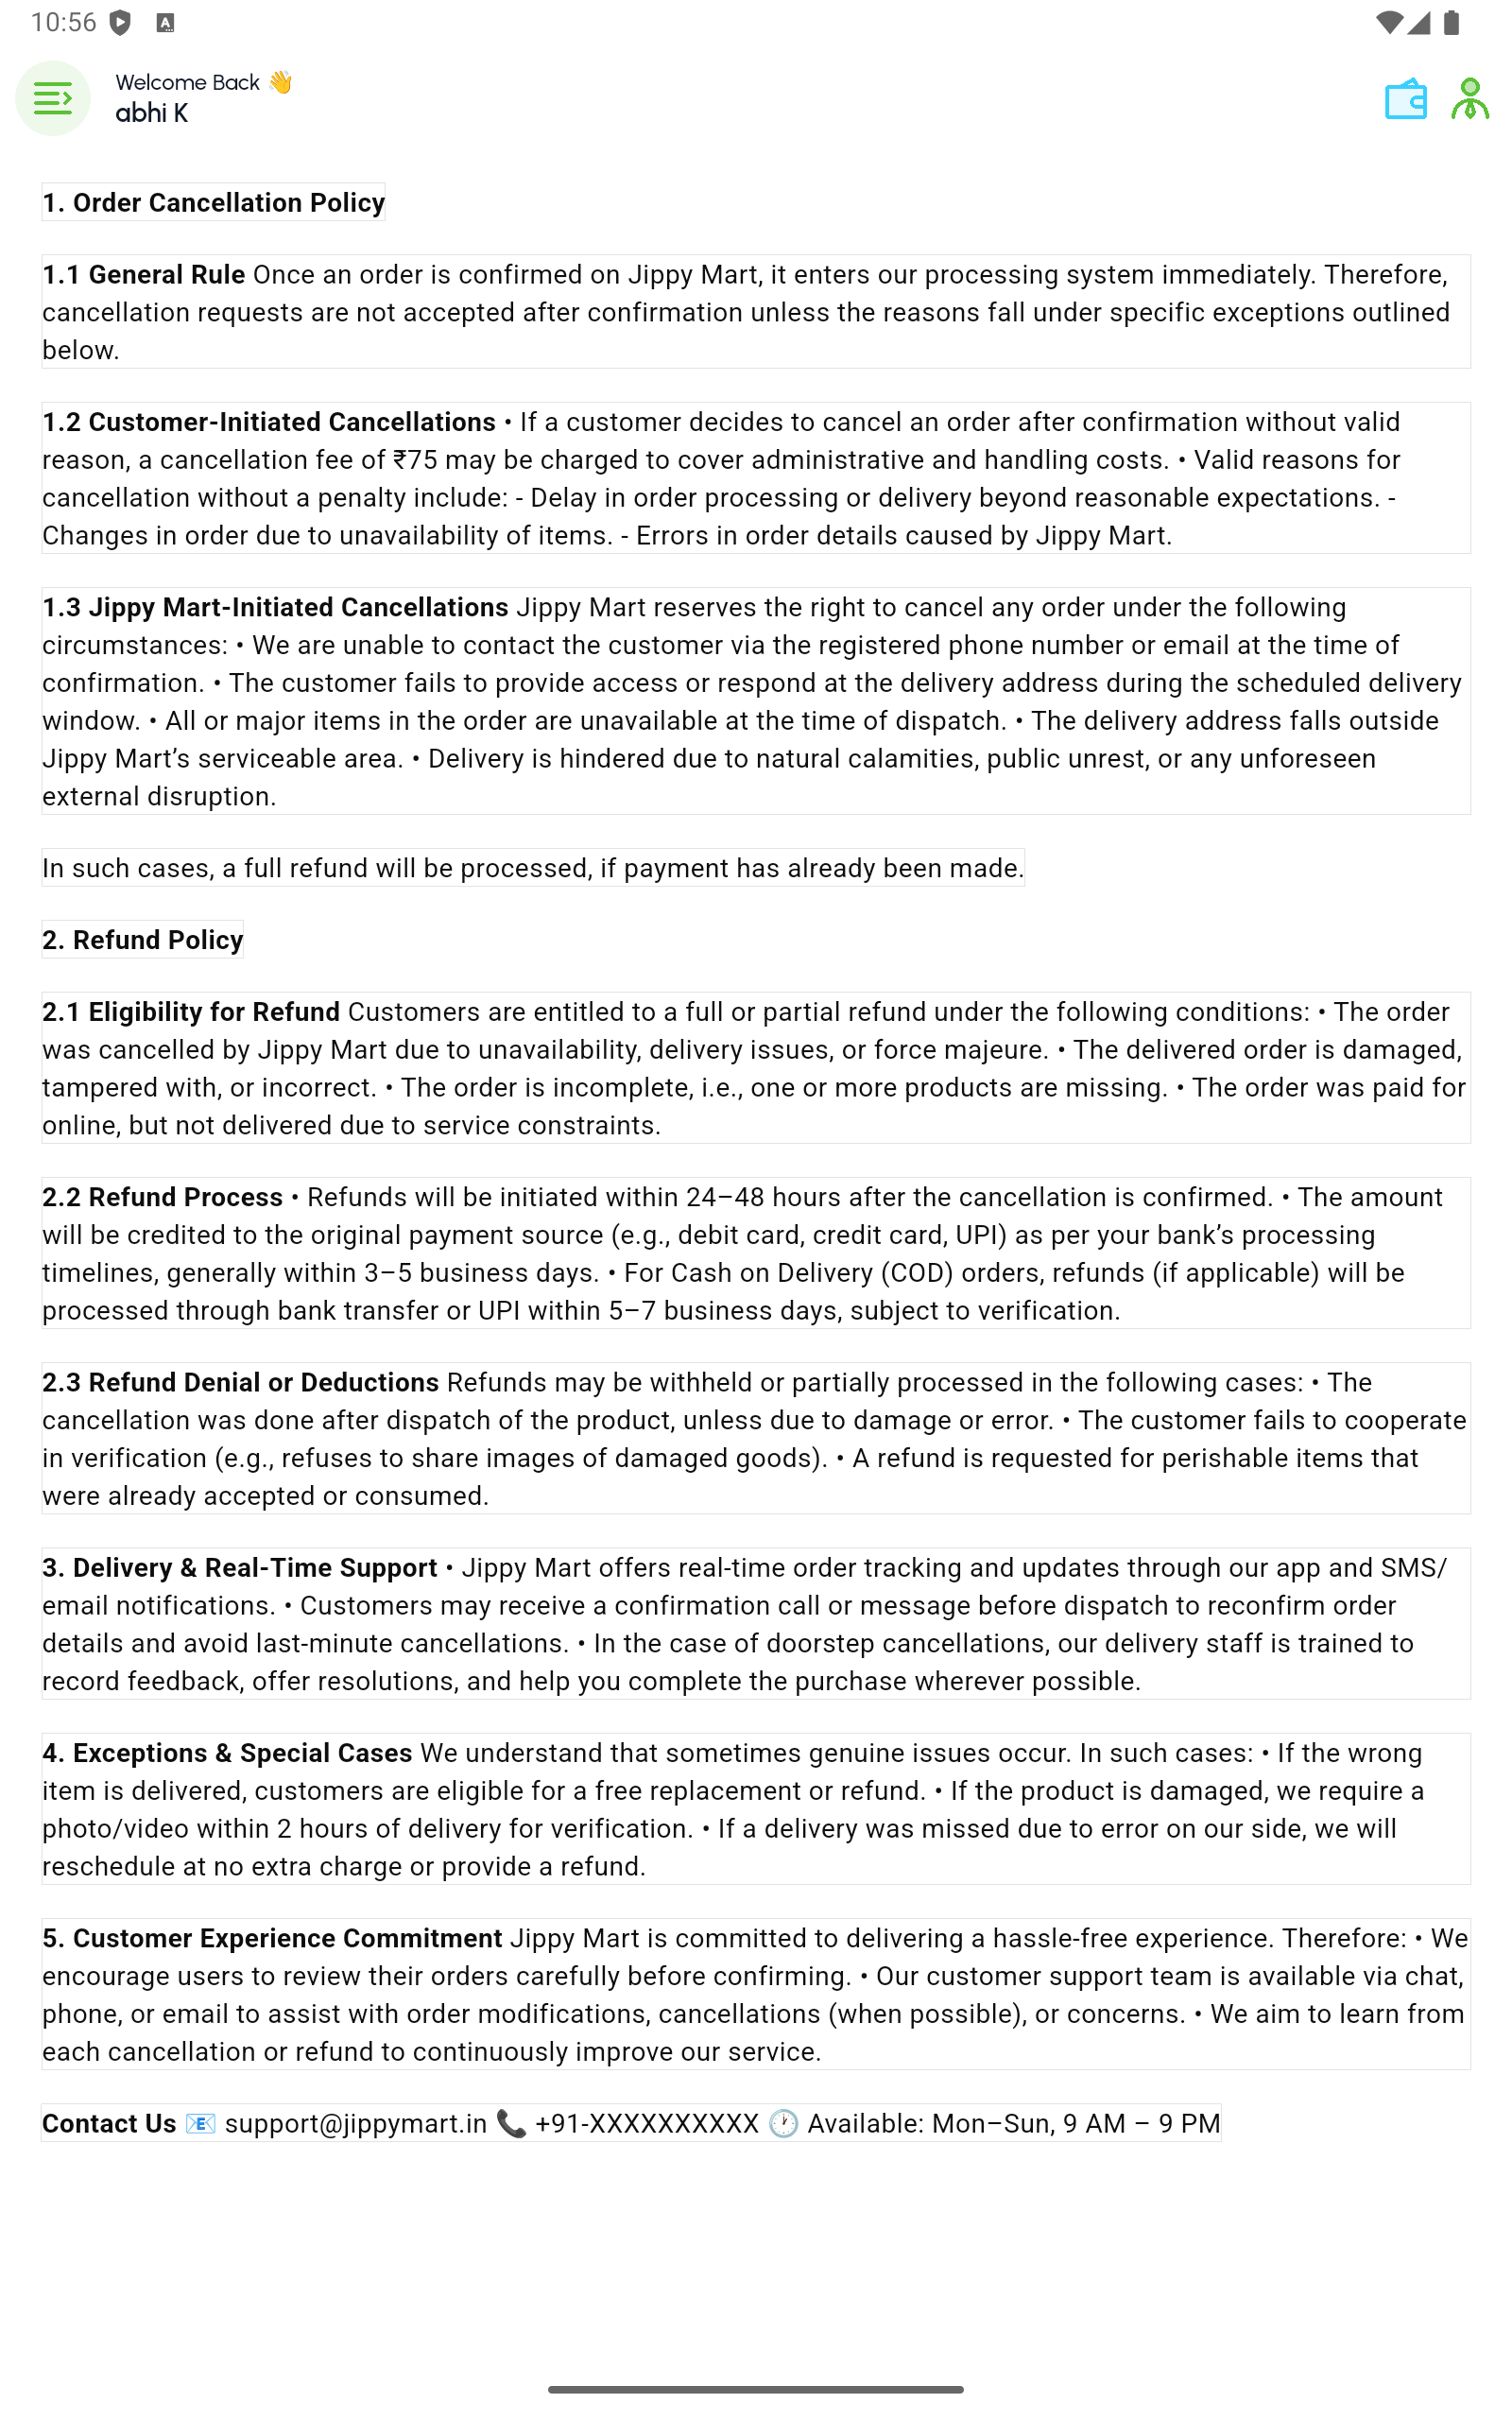 10:56
Welcome Back 👋
abhi K
1. Order Cancellation Policy
1.1 General Rule Once an order is confirmed on Jippy Mart, it enters our processing system immediately. Therefore,
cancellation requests are not accepted after confirmation unless the reasons fall under specific exceptions outlined
below.
1.2 Customer-Initiated Cancellations • If a customer decides to cancel an order after confirmation without valid
reason, a cancellation fee of ₹75 may be charged to cover administrative and handling costs. • Valid reasons for
cancellation without a penalty include: - Delay in order processing or delivery beyond reasonable expectations. -
Changes in order due to unavailability of items. - Errors in order details caused by Jippy Mart.
1.3 Jippy Mart-Initiated Cancellations Jippy Mart reserves the right to cancel any order under the following
circumstances: • We are unable to contact the customer via the registered phone number or email at the time of
confirmation. • The customer fails to provide access or respond at the delivery address during the scheduled delivery
window. • All or major items in the order are unavailable at the time of dispatch. • The delivery address falls outside
Jippy Mart’s serviceable area. • Delivery is hindered due to natural calamities, public unrest, or any unforeseen
external disruption.
In such cases, a full refund will be processed, if payment has already been made.
2. Refund Policy
2.1 Eligibility for Refund Customers are entitled to a full or partial refund under the following conditions: • The order
was cancelled by Jippy Mart due to unavailability, delivery issues, or force majeure. • The delivered order is damaged,
tampered with, or incorrect. • The order is incomplete, i.e., one or more products are missing. • The order was paid for
online, but not delivered due to service constraints.
2.2 Refund Process • Refunds will be initiated within 24–48 hours after the cancellation is confirmed. • The amount
will be credited to the original payment source (e.g., debit card, credit card, UPI) as per your bank’s processing
timelines, generally within 3–5 business days. • For Cash on Delivery (COD) orders, refunds (if applicable) will be
processed through bank transfer or UPI within 5–7 business days, subject to verification.
2.3 Refund Denial or Deductions Refunds may be withheld or partially processed in the following cases: • The
cancellation was done after dispatch of the product, unless due to damage or error. • The customer fails to cooperate
in verification (e.g., refuses to share images of damaged goods). • A refund is requested for perishable items that
were already accepted or consumed.
3. Delivery & Real-Time Support • Jippy Mart offers real-time order tracking and updates through our app and SMS/
email notifications. • Customers may receive a confirmation call or message before dispatch to reconfirm order
details and avoid last-minute cancellations. • In the case of doorstep cancellations, our delivery staff is trained to
record feedback, offer resolutions, and help you complete the purchase wherever possible.
4. Exceptions & Special Cases We understand that sometimes genuine issues occur. In such cases: • If the wrong
item is delivered, customers are eligible for a free replacement or refund. • If the product is damaged, we require a
photo/video within 2 hours of delivery for verification. • If a delivery was missed due to error on our side, we will
reschedule at no extra charge or provide a refund.
5. Customer Experience Commitment Jippy Mart is committed to delivering a hassle-free experience. Therefore: • We
encourage users to review their orders carefully before confirming. • Our customer support team is available via chat,
phone, or email to assist with order modifications, cancellations (when possible), or concerns. • We aim to learn from
each cancellation or refund to continuously improve our service.
Contact Us 📧 support@jippymart.in 📞 +91-XXXXXXXXXX 🕐 Available: Mon–Sun, 9 AM – 9 PM